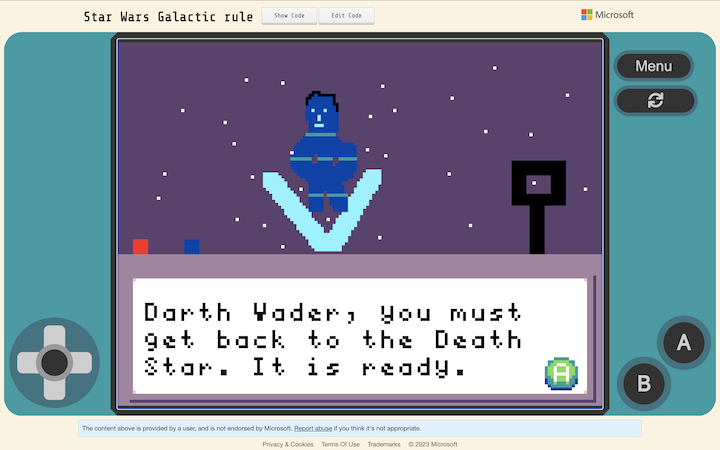 Star Wars Galactic rule
Show Code
Edit Code
Microsoft
Menu
Darth Vader, you must
get back to the Death
Star. It is ready.
A
A
B
The content above is provided by a user, and is not endorsed by Microsoft. Report abuse if you think it's not appropriate.
Privacy & Cookies Terms Of Use Trademarks © 2023 Microsoft